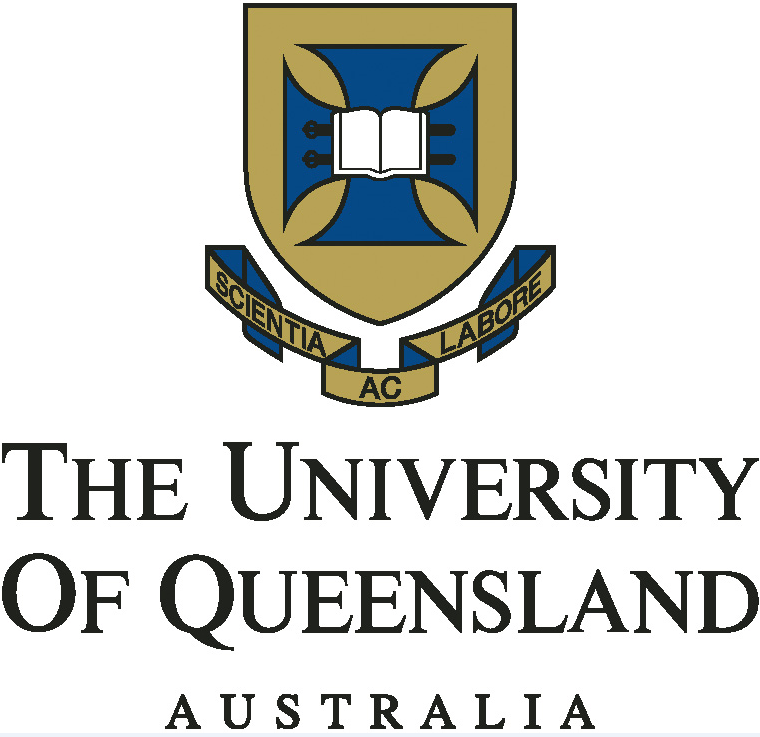 SCIENTIA AC LABORE
THE UNIVERSITY
OF QUEENSLAND
AUSTRALIA